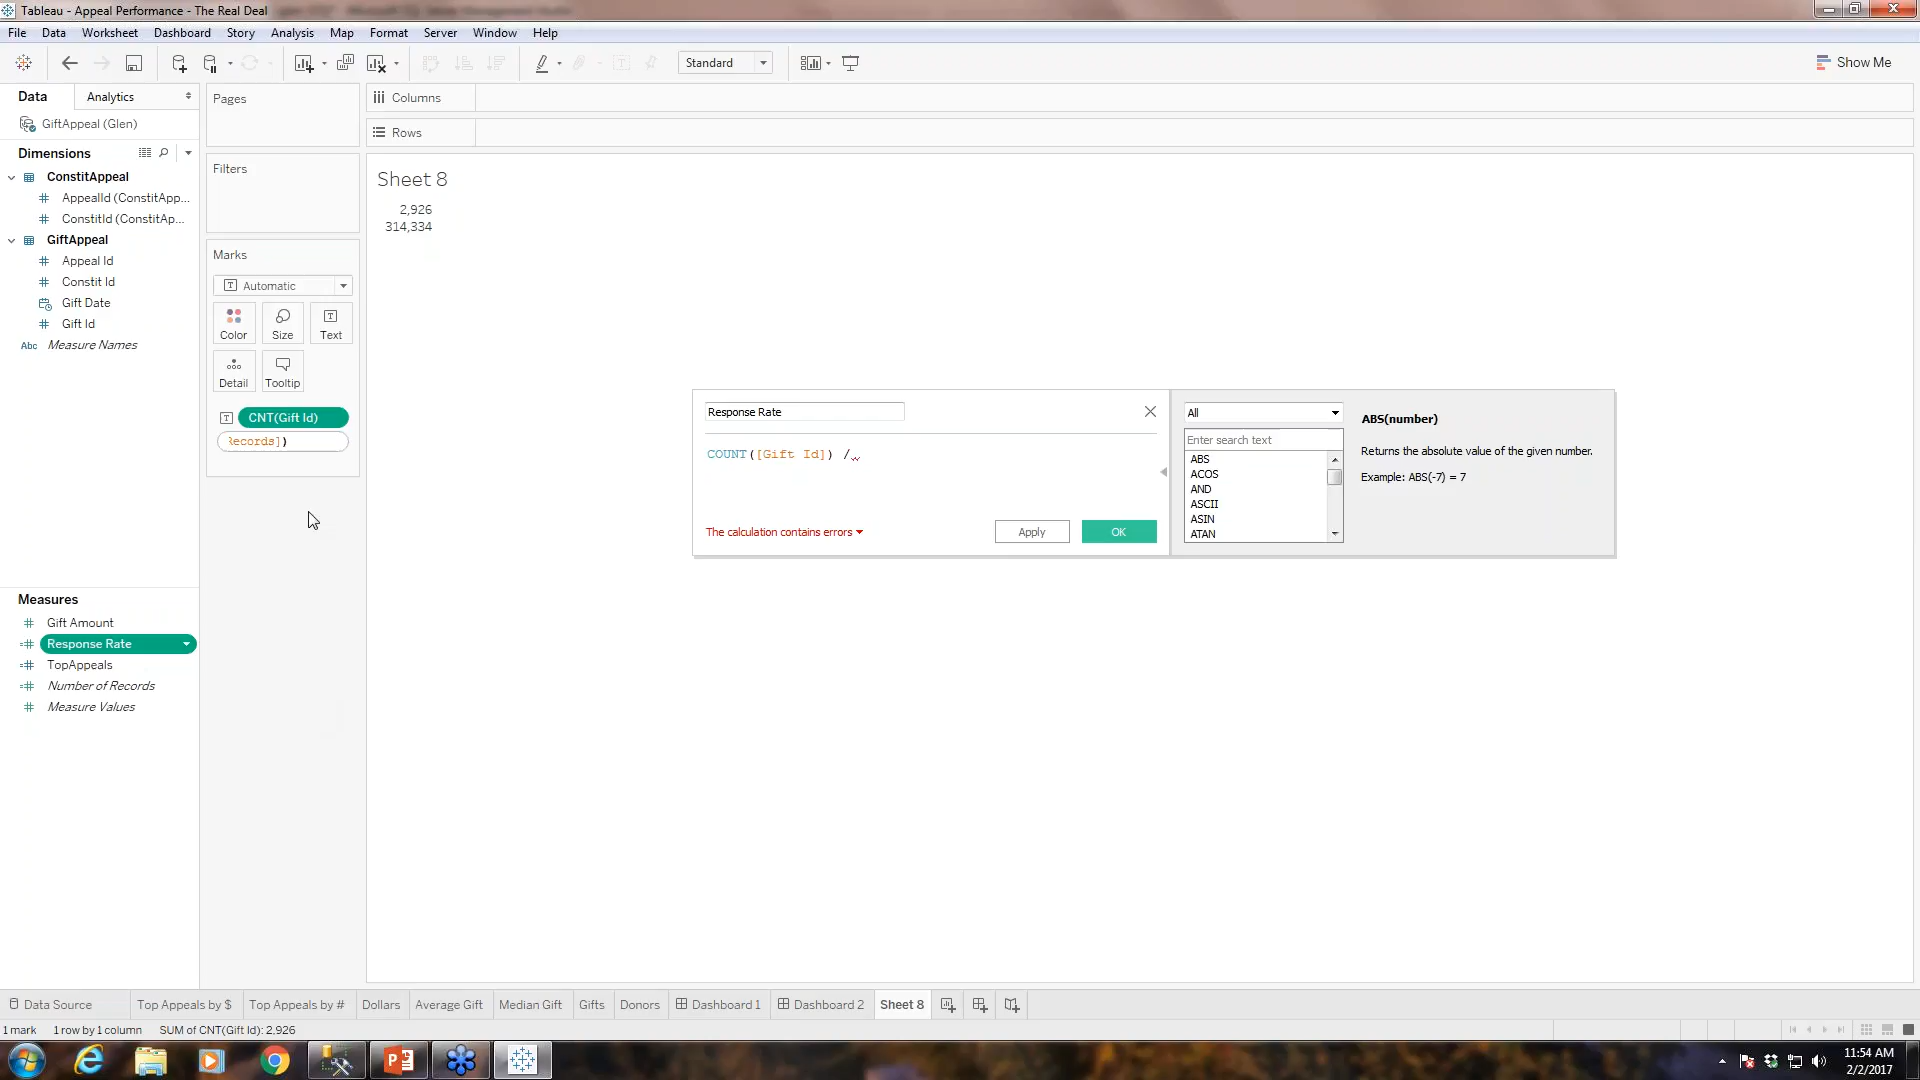 Tableau - Appeal Performance - The Real Deal
File Data Worksheet Dashboard Story Analysis Map Format Server Window Help
Standard
Show Me
Data Analytics
GiftAppeal (Glen)
Dimensions
ConstitAppeal
AppealId (ConstitApp...
ConstitId (ConstitAp...
GiftAppeal
Appeal Id
Constit Id
Gift Date
Gift Id
Abc Measure Names
Measures
Gift Amount
Response Rate
TopAppeals
Number of Records
Measure Values
Pages
Filters
Marks
Automatic
Color Size Text
Detail Tooltip
CNT(Gift Id)
Records])
Columns
Rows
Sheet 8
2,926
314,334
Response Rate
COUNT([Gift Id]) /
The calculation contains errors
Apply OK
All
Enter search text
ABS
ACOS
AND
ASCII
ASIN
ATAN
ABS(number)
Returns the absolute value of the given number.
Example: ABS(-7) = 7
Data Source Top Appeals by $ Top Appeals by # Dollars Average Gift Median Gift Gifts Donors Dashboard 1 Dashboard 2 Sheet 8
1 mark 1 row by 1 column SUM of CNT(Gift Id): 2,926
11:54 AM
2/2/2017